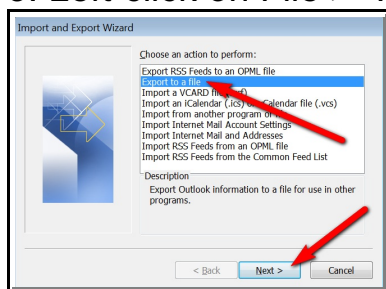 Import and Export Wizard
Choose an action to perform:
Export RSS Feeds to an OPML file
Export to a file
Import a VCARD file
Import an iCalendar (.ics) or Calendar file (.vcs)
Import from another program or
Import Internet Mail Account Settings
Import Internet Mail and Addresses
Import RSS Feeds from an OPML file
Import RSS Feeds from the Common Feed List
Description
Export Outlook information to a file for use in other
programs.
< Back Next > Cancel